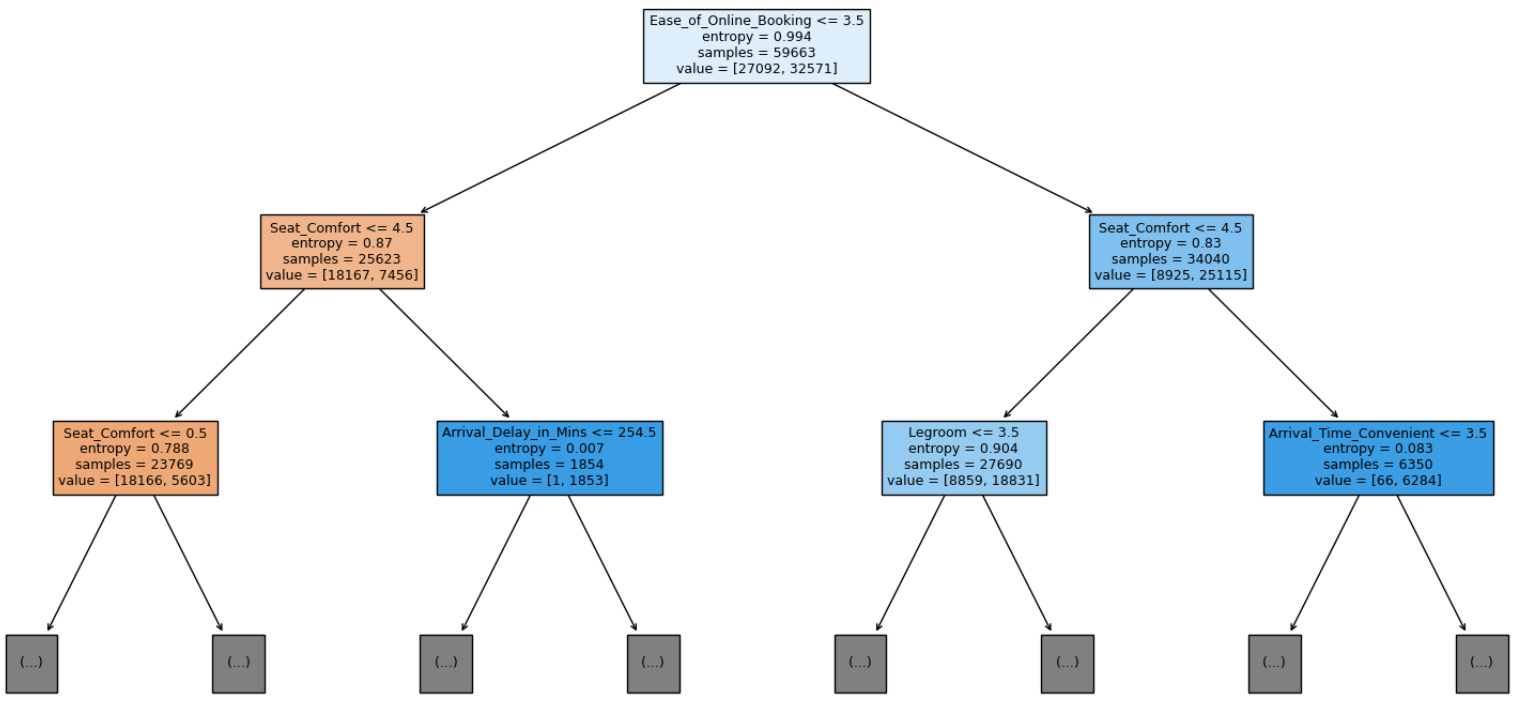 Ease_of_Online_Booking <= 3.5
entropy = 0.994
samples = 59663
value = [27092, 32571]
Seat_Comfort <= 4.5
entropy = 0.87
samples = 25623
value = [18167, 7456]
Seat_Comfort <= 4.5
entropy = 0.83
samples = 34040
value = [8925, 25115]
Seat_Comfort <= 0.5
entropy = 0.788
samples = 23769
value = [18166, 5603]
Arrival_Delay_in_Mins <= 254.5
entropy = 0.007
samples = 1854
value = [1, 1853]
Legroom <= 3.5
entropy = 0.904
samples = 27690
value = [8859, 18831]
Arrival_Time_Convenient <= 3.5
entropy = 0.083
samples = 6350
value = [66, 6284]
(...)
(...)
(...)
(...)
(...)
(...)
(...)
(...)